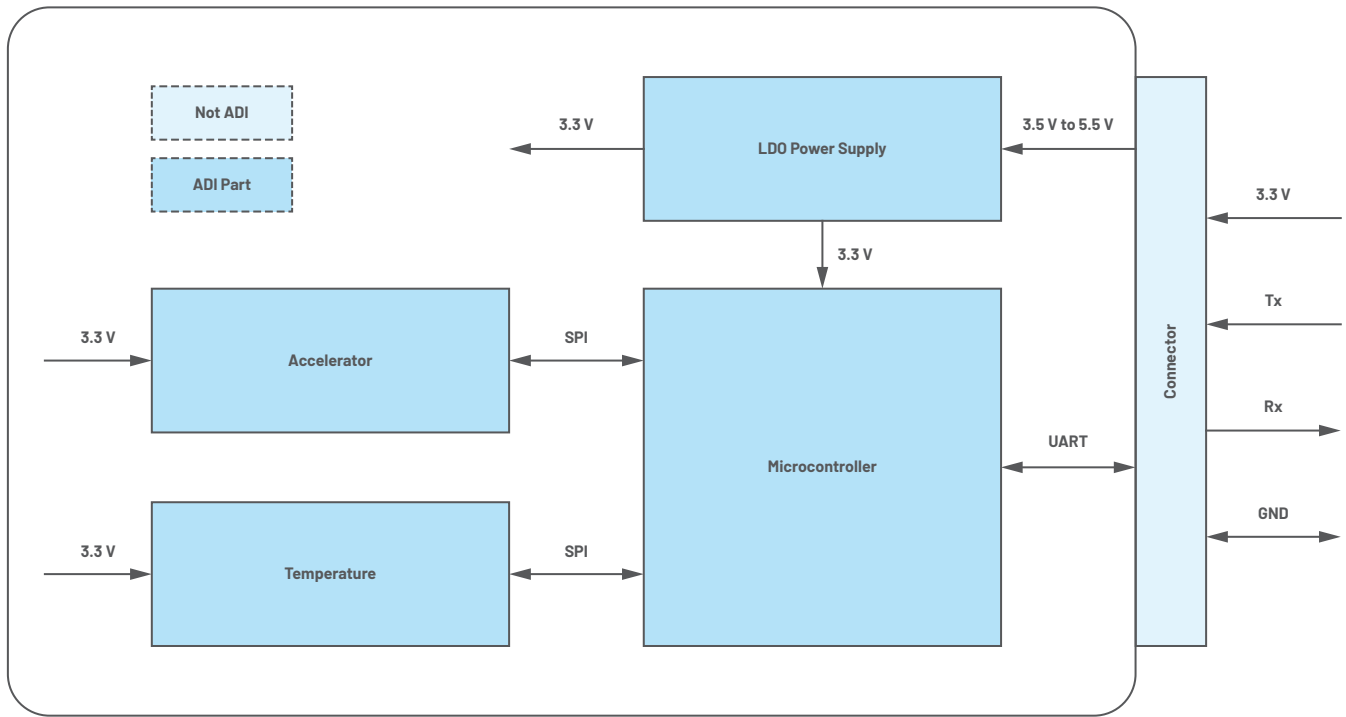 Not ADI
ADI Part
3.3 V
LDO Power Supply
3.5 V to 5.5 V
3.3 V
3.3 V
Accelerator
SPI
3.3 V
Temperature
SPI
Microcontroller
UART
Connector
3.3 V
Tx
Rx
GND